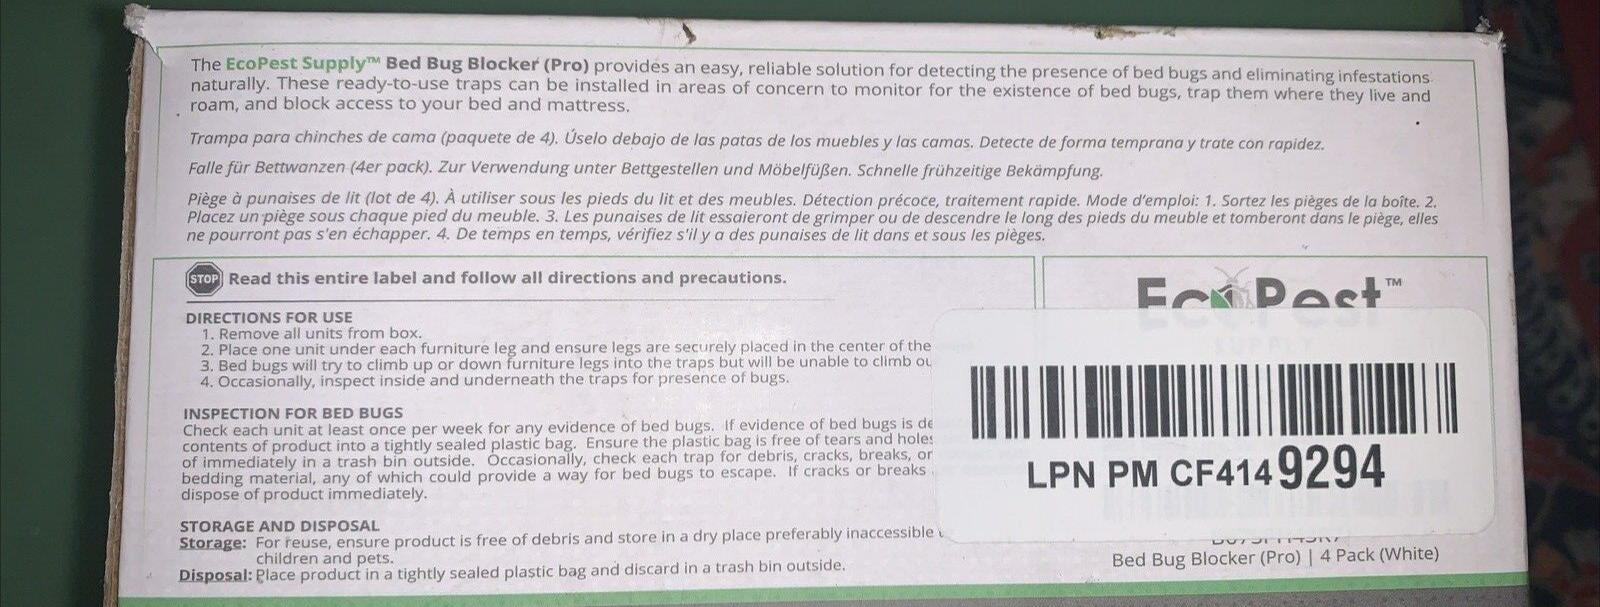 The EcoPest Supply™ Bed Bug Blocker (Pro) provides an easy, reliable solution for detecting the presence of bed bugs and eliminating infestations
naturally. These ready-to-use traps can be installed in areas of concern to monitor for the existence of bed bugs, trap them where they live and
roam, and block access to your bed and mattress.
Trampa para chinches de cama (paquete de 4). Úselo debajo de las patas de los muebles y las camas. Detecte de forma temprana y trate con rapidez.
Falle für Bettwanzen (4er pack). Zur Verwendung unter Bettgestellen und Möbelfüßen. Schnelle frühzeitige Bekämpfung.
Piège à punaises de lit (lot de 4). À utiliser sous les pieds du lit et des meubles. Détection précoce, traitement rapide. Mode d'emploi: 1. Sortez les pièges de la boîte. 2.
Placez un piège sous chaque pied du meuble. 3. Les punaises de lit essaieront de grimper ou de descendre le long des pieds du meuble et tomberont dans le piège, elles
ne pourront pas s'en échapper. 4. De temps en temps, vérifiez s'il y a des punaises de lit dans et sous les pièges.
STOP Read this entire label and follow all directions and precautions.
DIRECTIONS FOR USE
1. Remove all units from box.
2. Place one unit under each furniture leg and ensure legs are securely placed in the center of the
3. Bed bugs will try to climb up or down furniture legs into the traps but will be unable to climb
4. Occasionally, inspect inside and underneath the traps for presence of bugs.
INSPECTION FOR BED BUGS
Check each unit at least once per week for any evidence of bed bugs. If evidence of bed bugs is
contents of product into a tightly sealed plastic bag. Ensure the plastic bag is free of tears and holes
of immediately in a trash bin outside. Occasionally, check each trap for debris, cracks, breaks, or
bedding material, any of which could provide a way for bed bugs to escape. If cracks or breaks
dispose of product immediately.
STORAGE AND DISPOSAL
Storage: For reuse, ensure product is free of debris and store in a dry place preferably inaccessible
children and pets.
Disposal: Place product in a tightly sealed plastic bag and discard in a trash bin outside.
EcoPest™
SUPPLY
LPN PM CF4149294
Bed Bug Blocker (Pro) | 4 Pack (White)